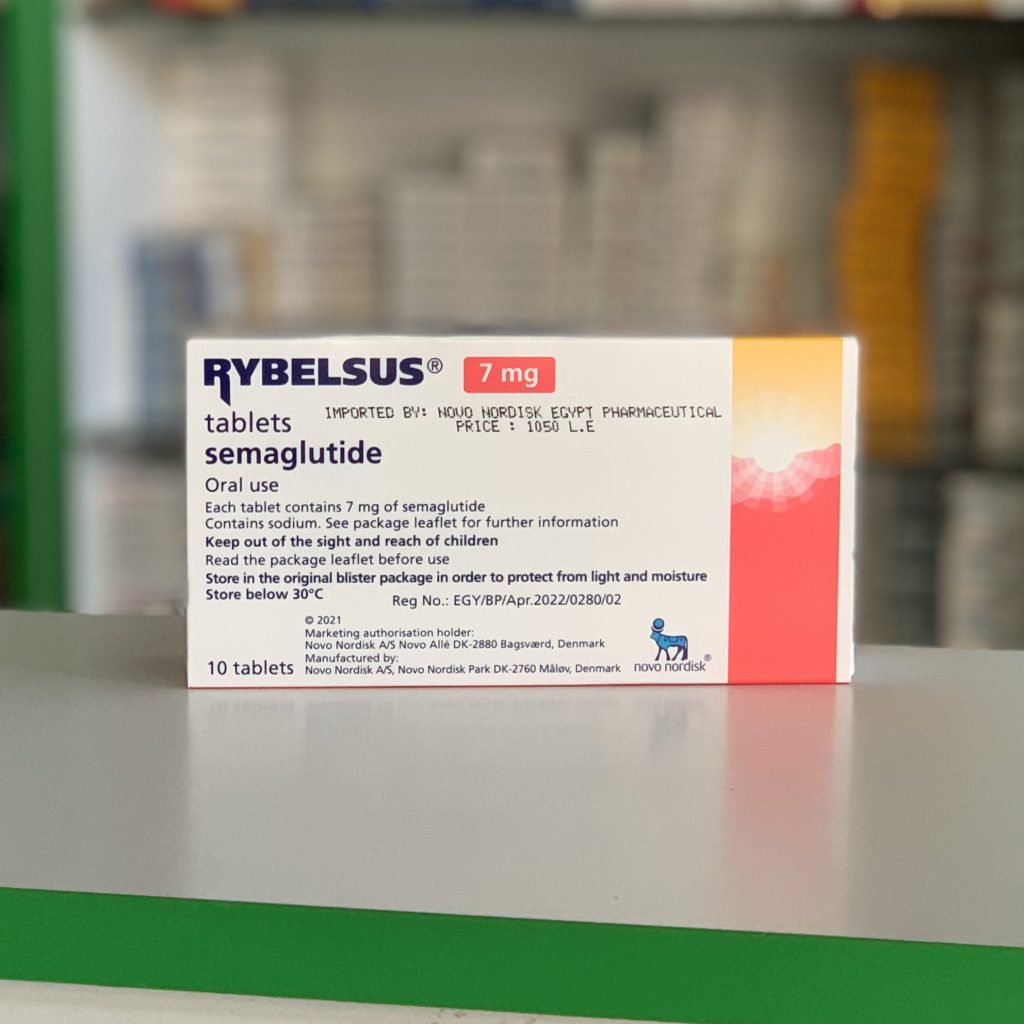 RYBELSUS® 7 mg
tablets
IMPORTED BY: NOVO NORDISK EGYPT PHARMACEUTICAL
PRICE : 1050 L.E
semaglutide
Oral use
Each tablet contains 7 mg of semaglutide
Contains sodium. See package leaflet for further information
Keep out of the sight and reach of children
Read the package leaflet before use
Store in the original blister package in order to protect from light and moisture
Store below 30°C
Reg No.: EGY/BP/Apr.2022/0280/02
© 2021
Marketing authorisation holder:
Novo Nordisk A/S Novo Allé DK-2880 Bagsværd, Denmark
Manufactured by:
Novo Nordisk A/S, Novo Nordisk Park DK-2760 Måløv, Denmark
10 tablets
novo nordisk®